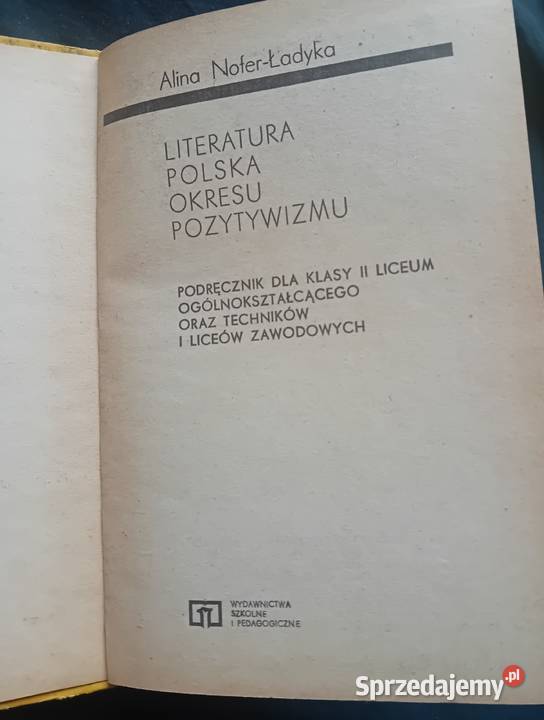 Alina Nofer-Ładyka
LITERATURA
POLSKA
OKRESU
POZYTYWIZMU
PODRĘCZNIK DLA KLASY II LICEUM
OGÓLNOKSZTAŁCĄCEGO
ORAZ TECHNIKÓW
I LICEÓW ZAWODOWYCH
WYDAWNICTWA
SZKOLNE
I PEDAGOGICZNE
Sprzedajemy.pl